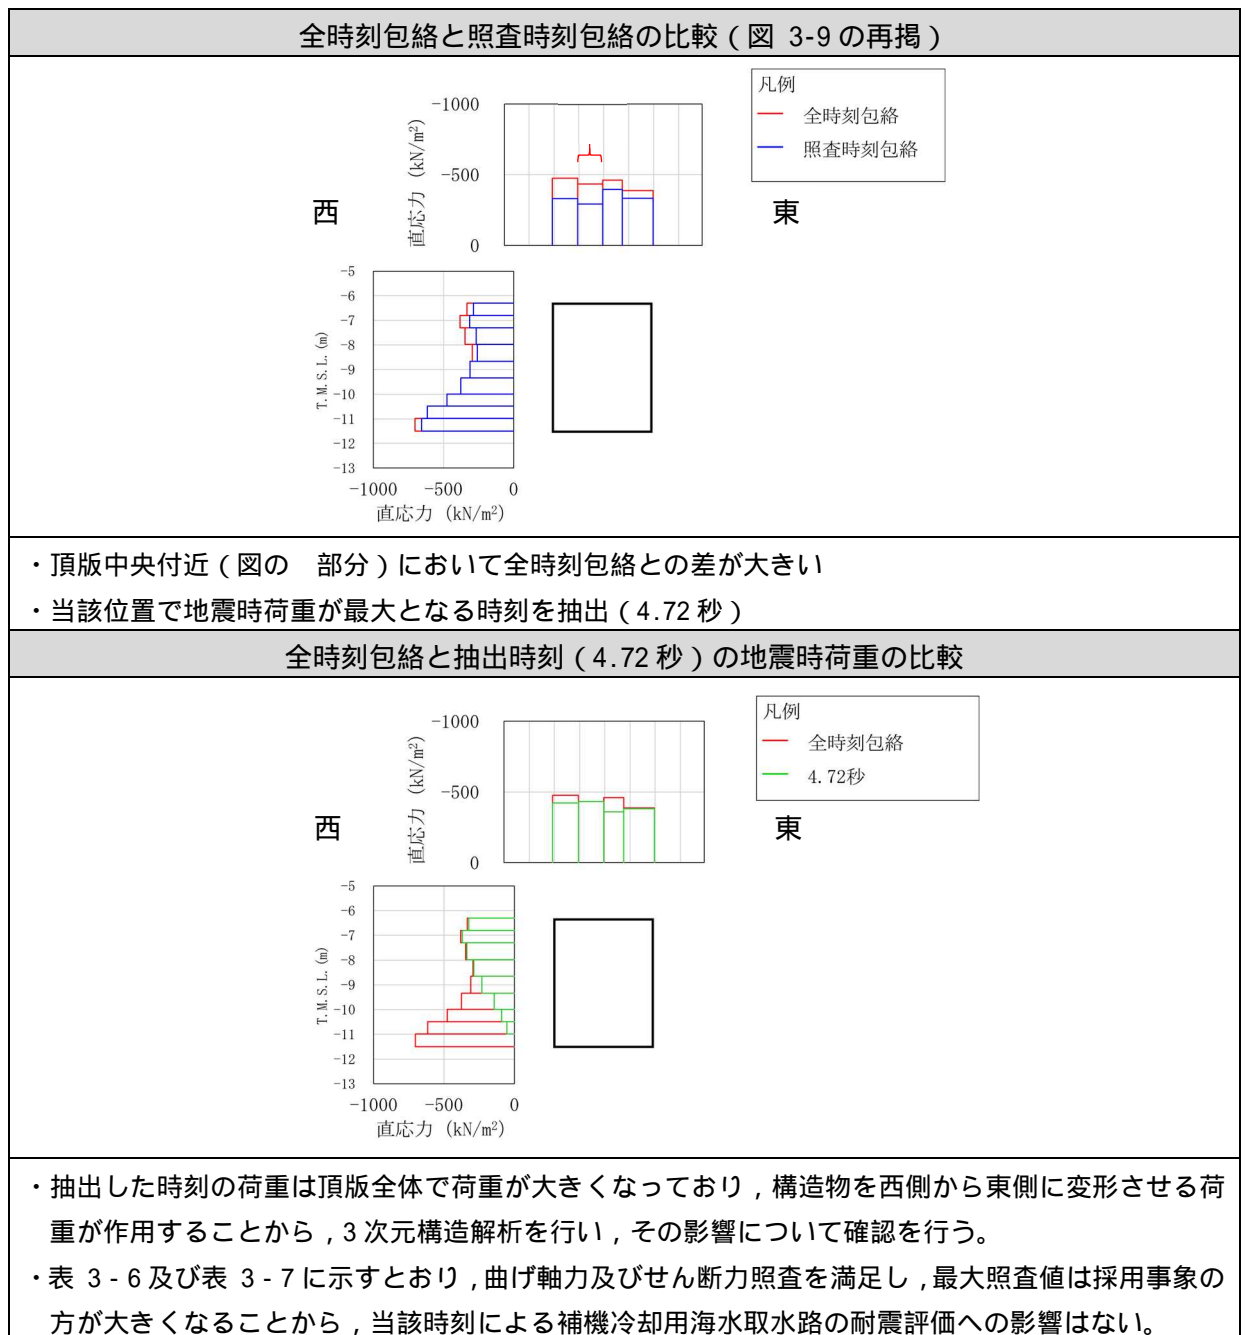 全時刻包絡と照査時刻包絡の比較（図 3-9 の再掲）
凡例
全時刻包絡
照査時刻包絡
-1000
-500
0
直応力 (kN/m²)
西
東
-5
-6
-7
-8
-9
-10
-11
-12
-13
T.M.S.L.(m)
-1000 -500 0
直応力 (kN/m²)
・頂版中央付近（図の　部分）において全時刻包絡との差が大きい
・当該位置で地震時荷重が最大となる時刻を抽出（4.72 秒）
全時刻包絡と抽出時刻（4.72 秒）の地震時荷重の比較
凡例
全時刻包絡
4.72秒
-1000
-500
0
直応力 (kN/m²)
西
東
-5
-6
-7
-8
-9
-10
-11
-12
-13
T.M.S.L.(m)
-1000 -500 0
直応力 (kN/m²)
・抽出した時刻の荷重は頂版全体で荷重が大きくなっており，構造物を西側から東側に変形させる荷
重が作用することから，3 次元構造解析を行い，その影響について確認を行う。
・表 3-6 及び表 3-7 に示すとおり，曲げ軸力及びせん断力照査を満足し，最大照査値は採用事象の
方が大きくなることから，当該時刻による補機冷却用海水取水路の耐震評価への影響はない。